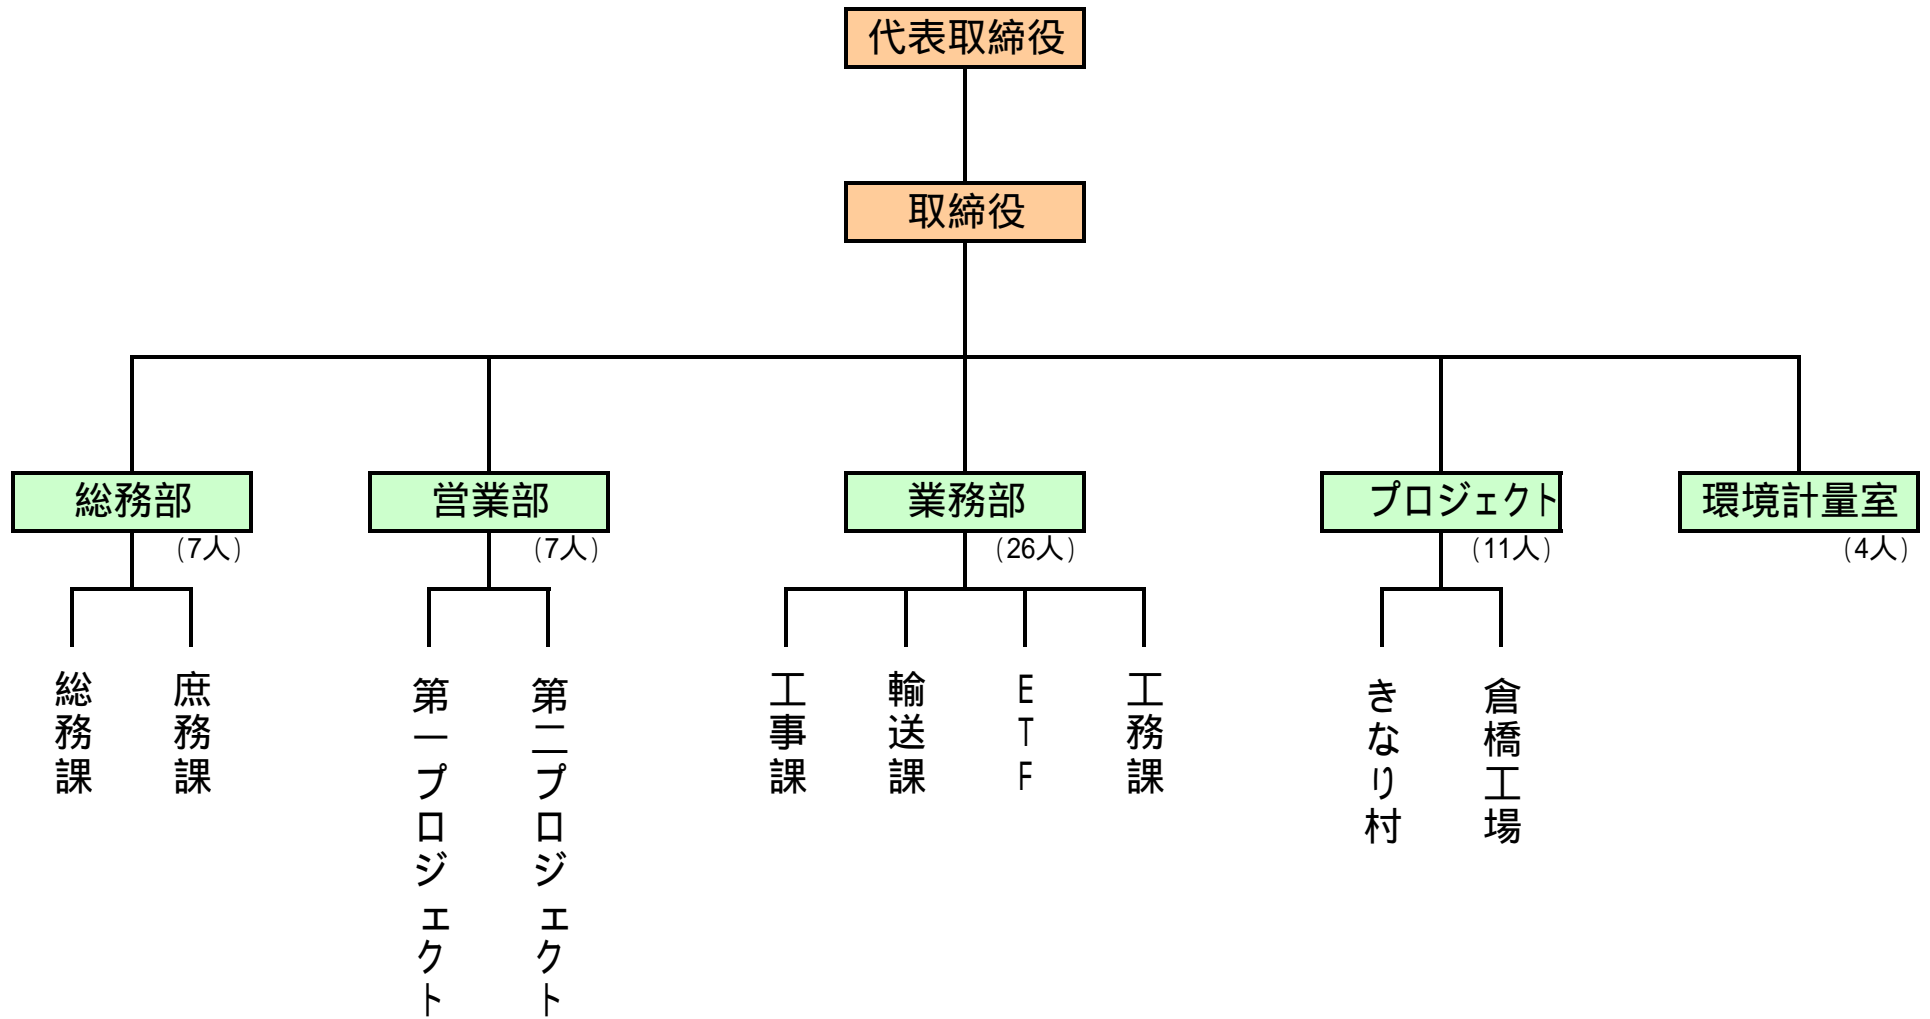 代表取締役
取締役
総務部
(7人)
営業部
(7人)
業務部
(26人)
プロジェクト
(11人)
環境計量室
(4人)
総務課
庶務課
第一プロジェクト
第二プロジェクト
工事課
輸送課
ETF
工務課
きなり村
倉橋工場